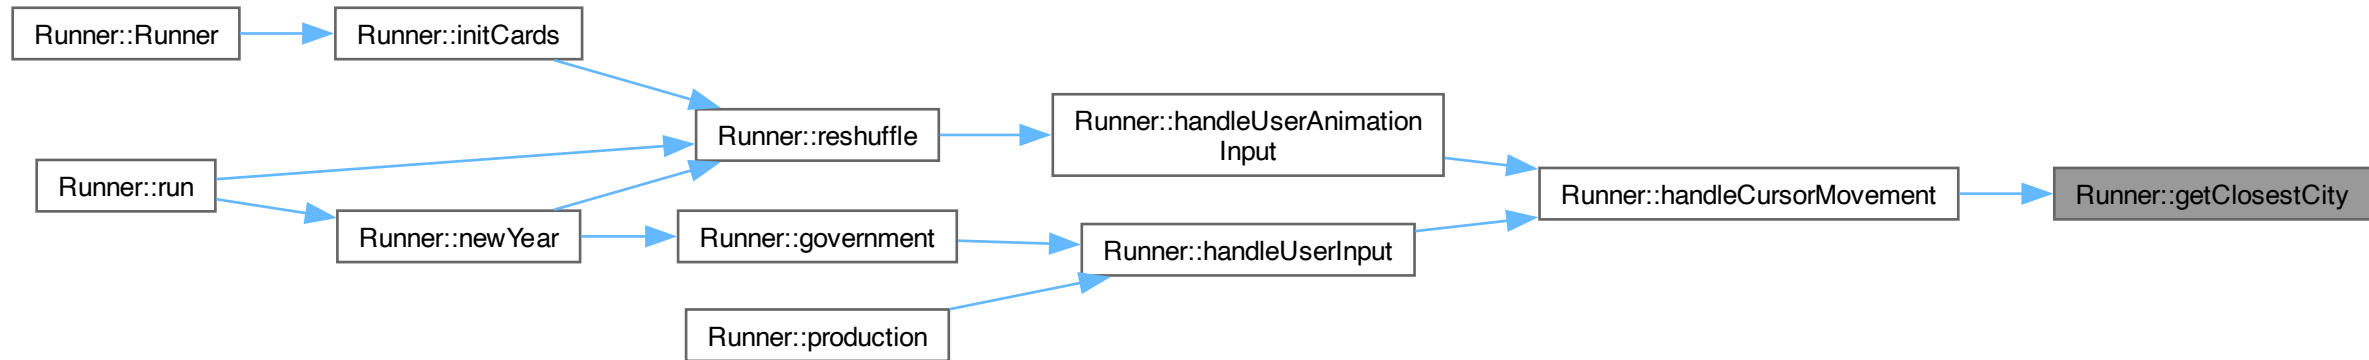 Runner::Runner
Runner::initCards
Runner::run
Runner::newYear
Runner::reshuffle
Runner::government
Runner::production
Runner::handleUserAnimation
Input
Runner::handleUserInput
Runner::handleCursorMovement
Runner::getClosestCity